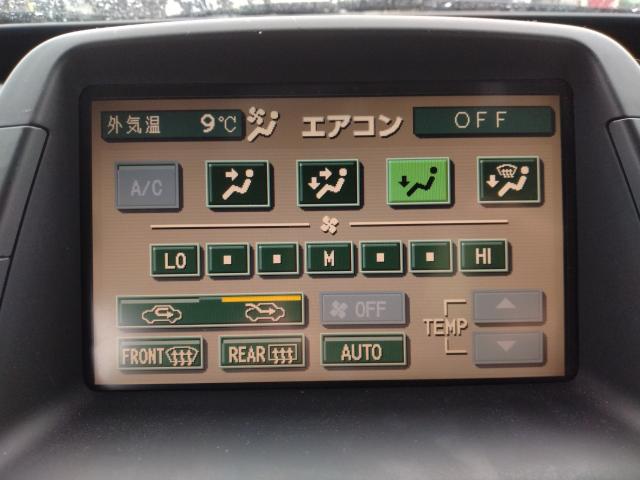 外気温 9℃ エアコン OFF
A/C
LO M HI
OFF
TEMP
FRONT REAR AUTO